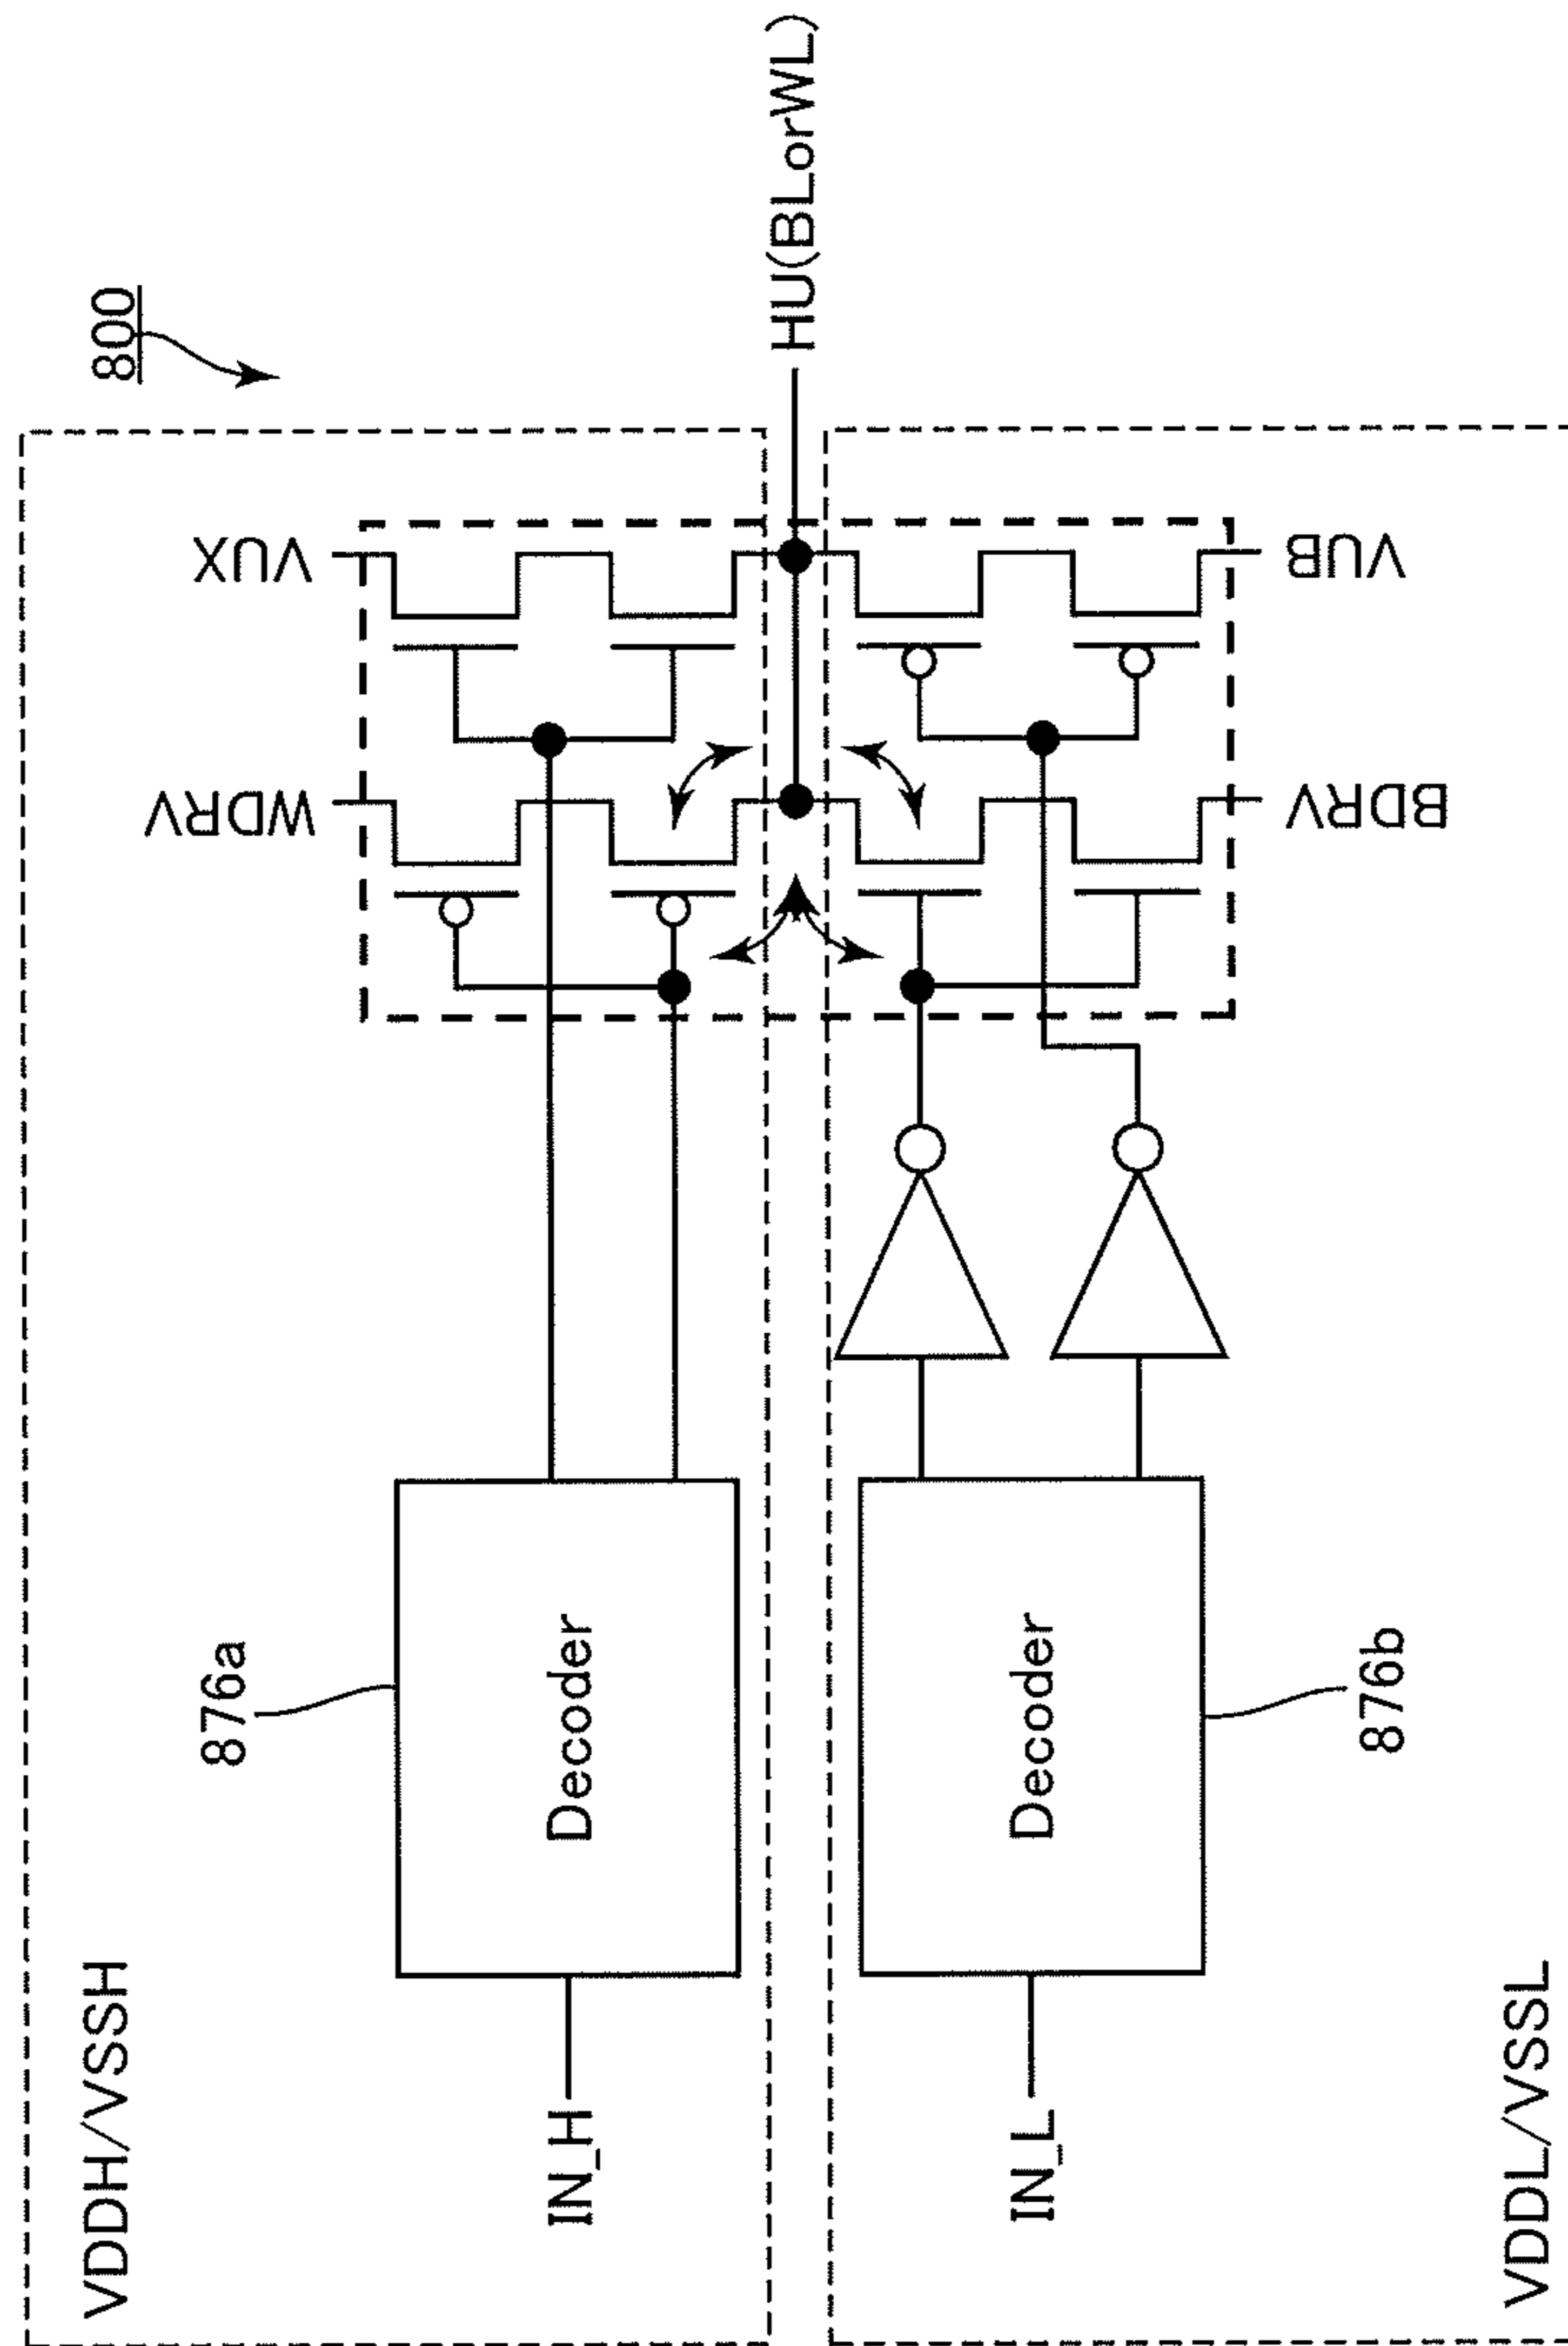 800
VDDH/VSSH
876a
WDRV
VUX
IN_H
Decoder
HU(BLorWL)
IN_L
Decoder
BDRV
VUB
876b
VDDL/VSSL